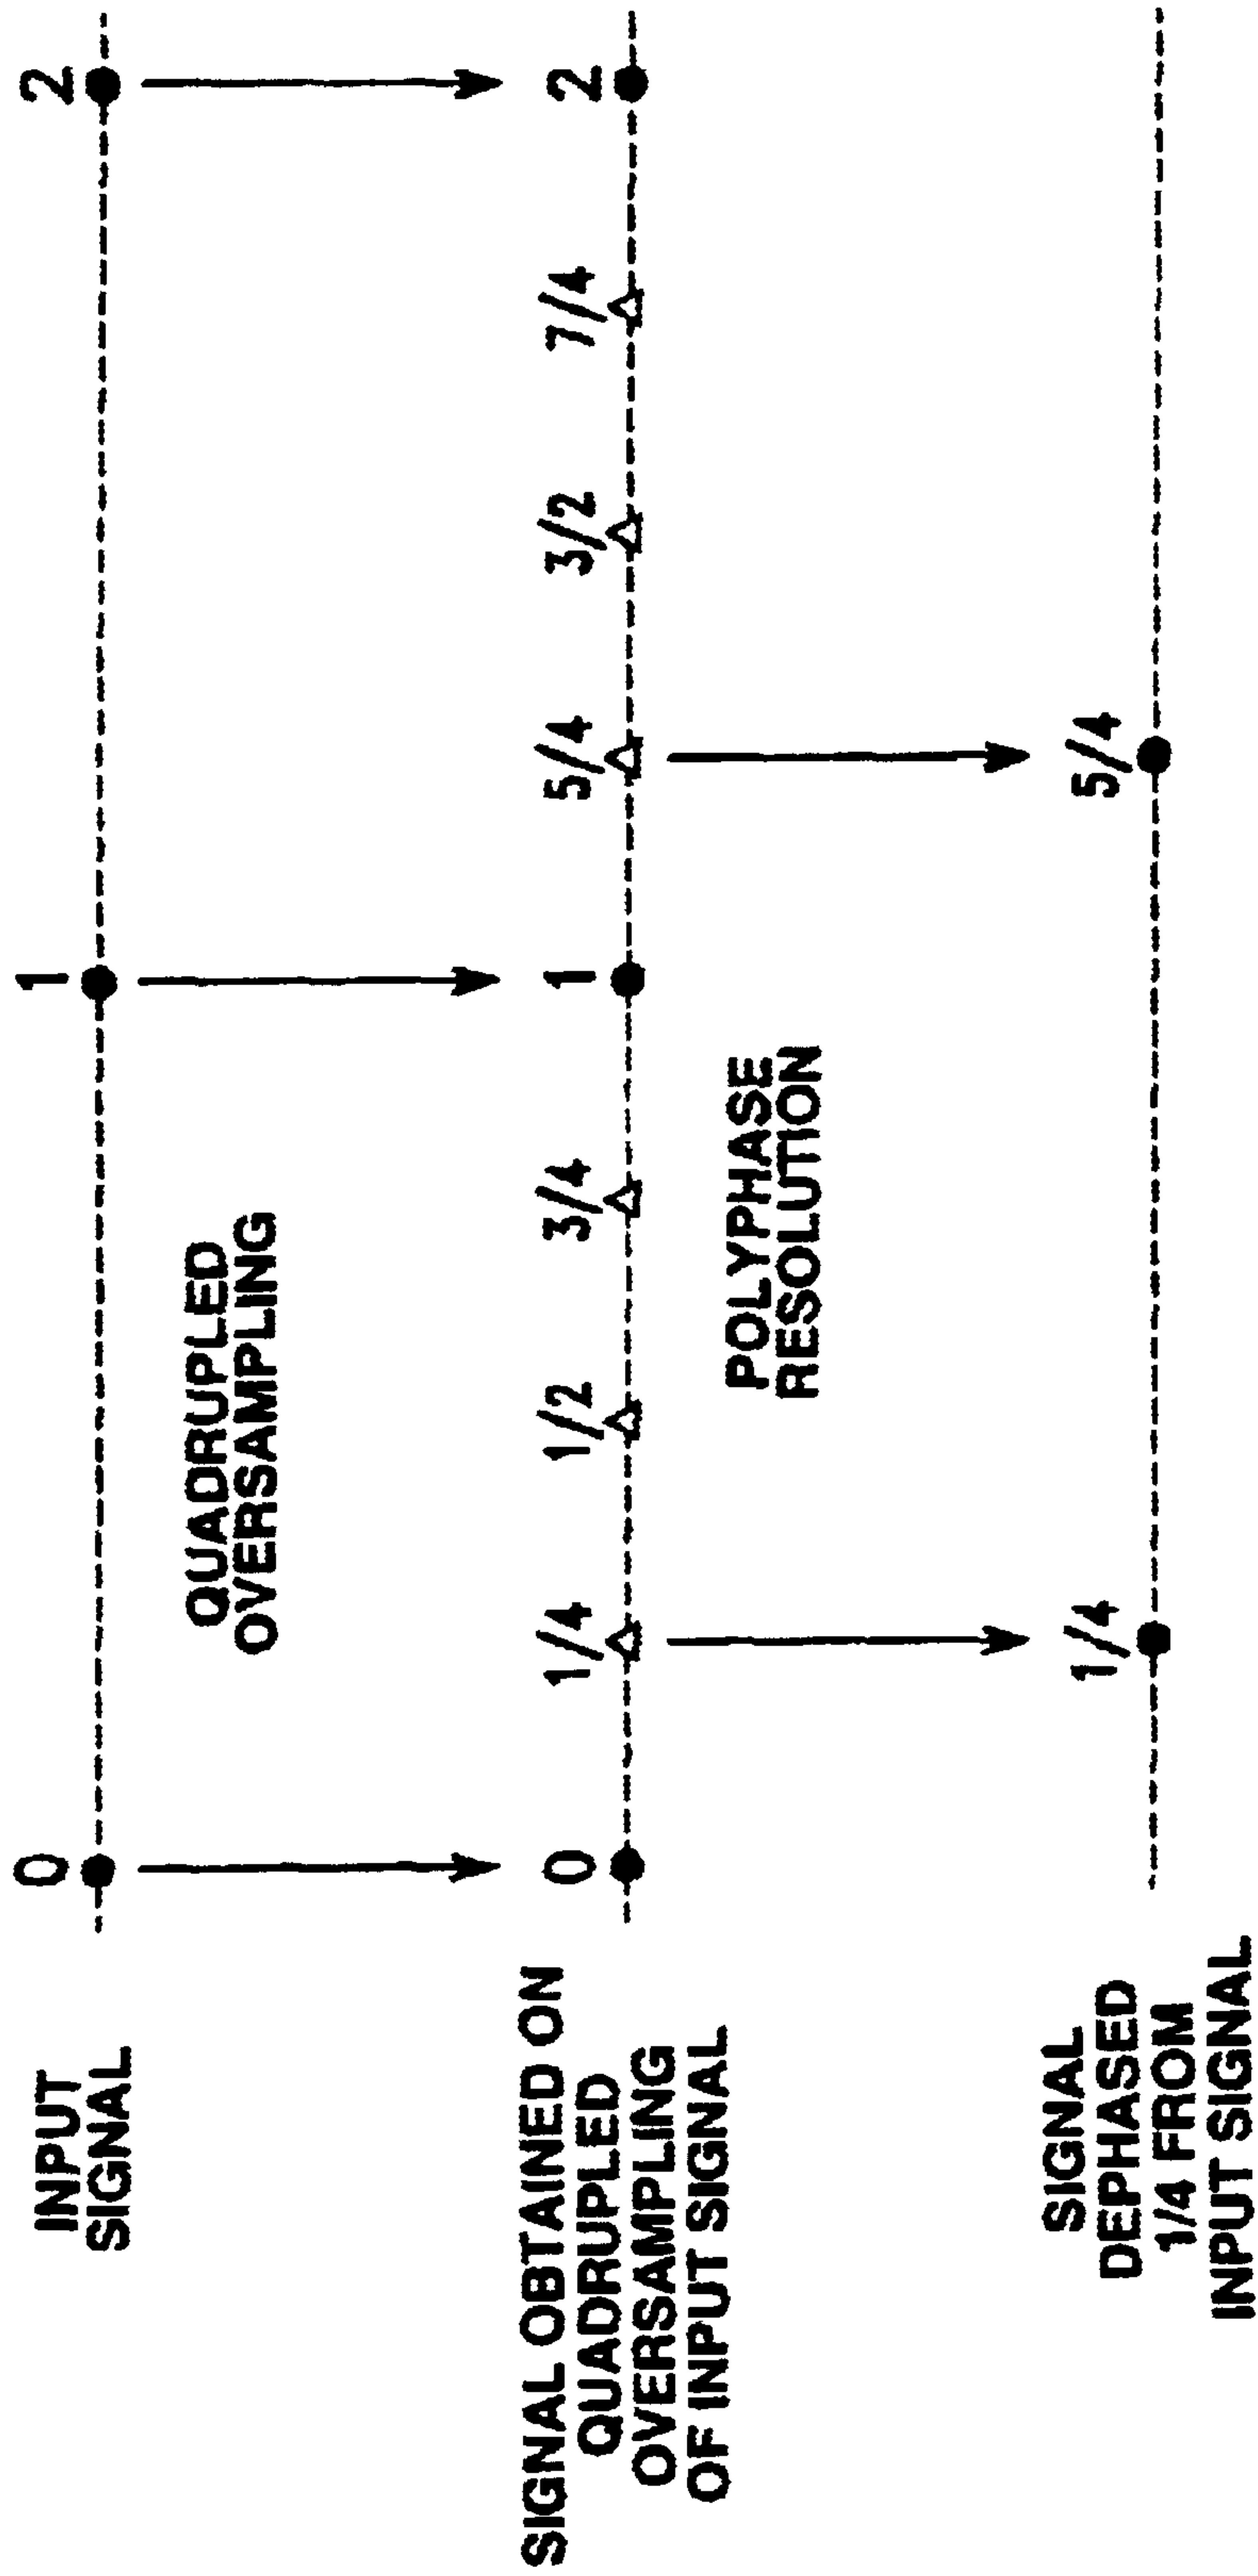 INPUT
SIGNAL
0
1
2
QUADRUPLED
OVERSAMPLING
SIGNAL OBTAINED ON
QUADRUPLED
OVERSAMPLING
OF INPUT SIGNAL
0
1/4
1/2
3/4
1
5/4
3/2
7/4
2
POLYPHASE
RESOLUTION
SIGNAL
DEPHASED
1/4 FROM
INPUT SIGNAL
1/4
5/4